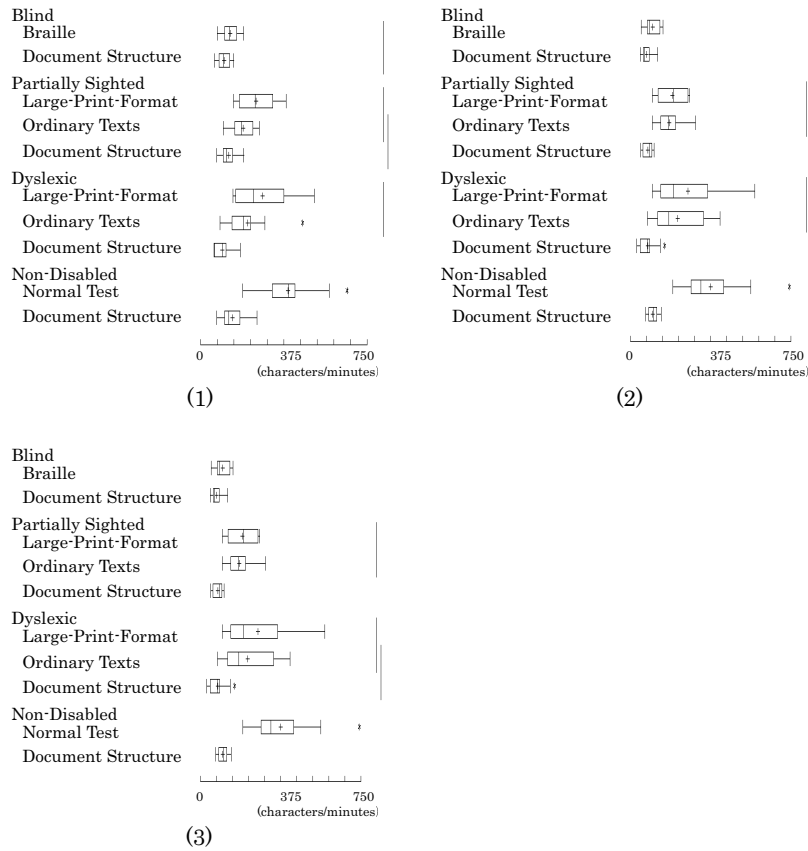 Blind
Braille
Document Structure
Partially Sighted
Large-Print-Format
Ordinary Texts
Document Structure
Dyslexic
Large-Print-Format
Ordinary Texts
Document Structure
Non-Disabled
Normal Test
Document Structure
0 375 750
(characters/minutes)
(1)
Blind
Braille
Document Structure
Partially Sighted
Large-Print-Format
Ordinary Texts
Document Structure
Dyslexic
Large-Print-Format
Ordinary Texts
Document Structure
Non-Disabled
Normal Test
Document Structure
0 375 750
(characters/minutes)
(2)
Blind
Braille
Document Structure
Partially Sighted
Large-Print-Format
Ordinary Texts
Document Structure
Dyslexic
Large-Print-Format
Ordinary Texts
Document Structure
Non-Disabled
Normal Test
Document Structure
0 375 750
(characters/minutes)
(3)